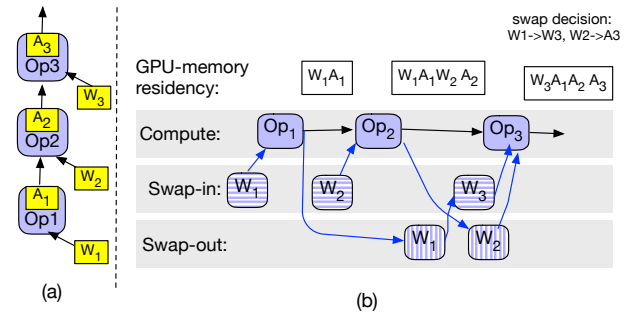 A3
Op3
W3
A2
Op2
W2
A1
Op1
W1
(a)
swap decision:
W1->W3, W2->A3
GPU-memory
residency:
W1A1
W1A1W2 A2
W3A1A2 A3
Compute:
Op1
Op2
Op3
Swap-in:
W1
W2
W3
Swap-out:
W1
W2
(b)